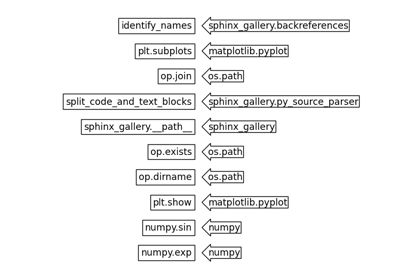 identify_names sphinx_gallery.backreferences
plt.subplots matplotlib.pyplot
op.join os.path
split_code_and_text_blocks sphinx_gallery.py_source_parser
sphinx_gallery.__path__ sphinx_gallery
op.exists os.path
op.dirname os.path
plt.show matplotlib.pyplot
numpy.sin numpy
numpy.exp numpy